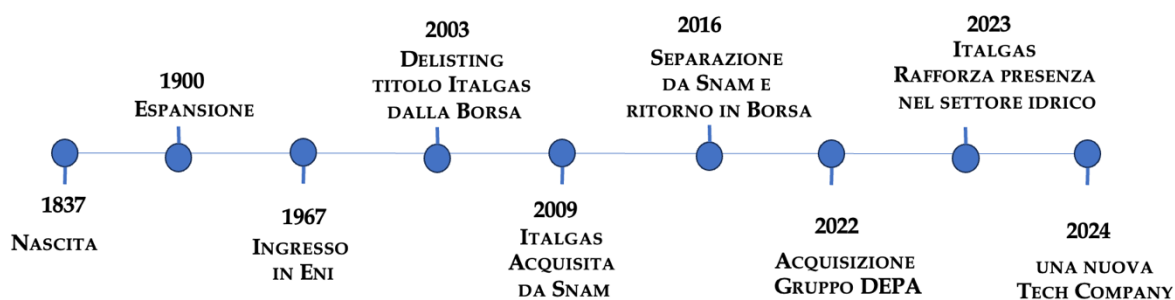 1837
Nascita
1900
Espansione
1967
Ingresso
in Eni
2003
Delisting
titolo Italgas
dalla Borsa
2009
Italgas
Acquisita
da Snam
2016
Separazione
da Snam e
ritorno in Borsa
2022
Acquisizione
Gruppo DEPA
2023
Italgas
Rafforza presenza
nel settore idrico
2024
una nuova
Tech Company